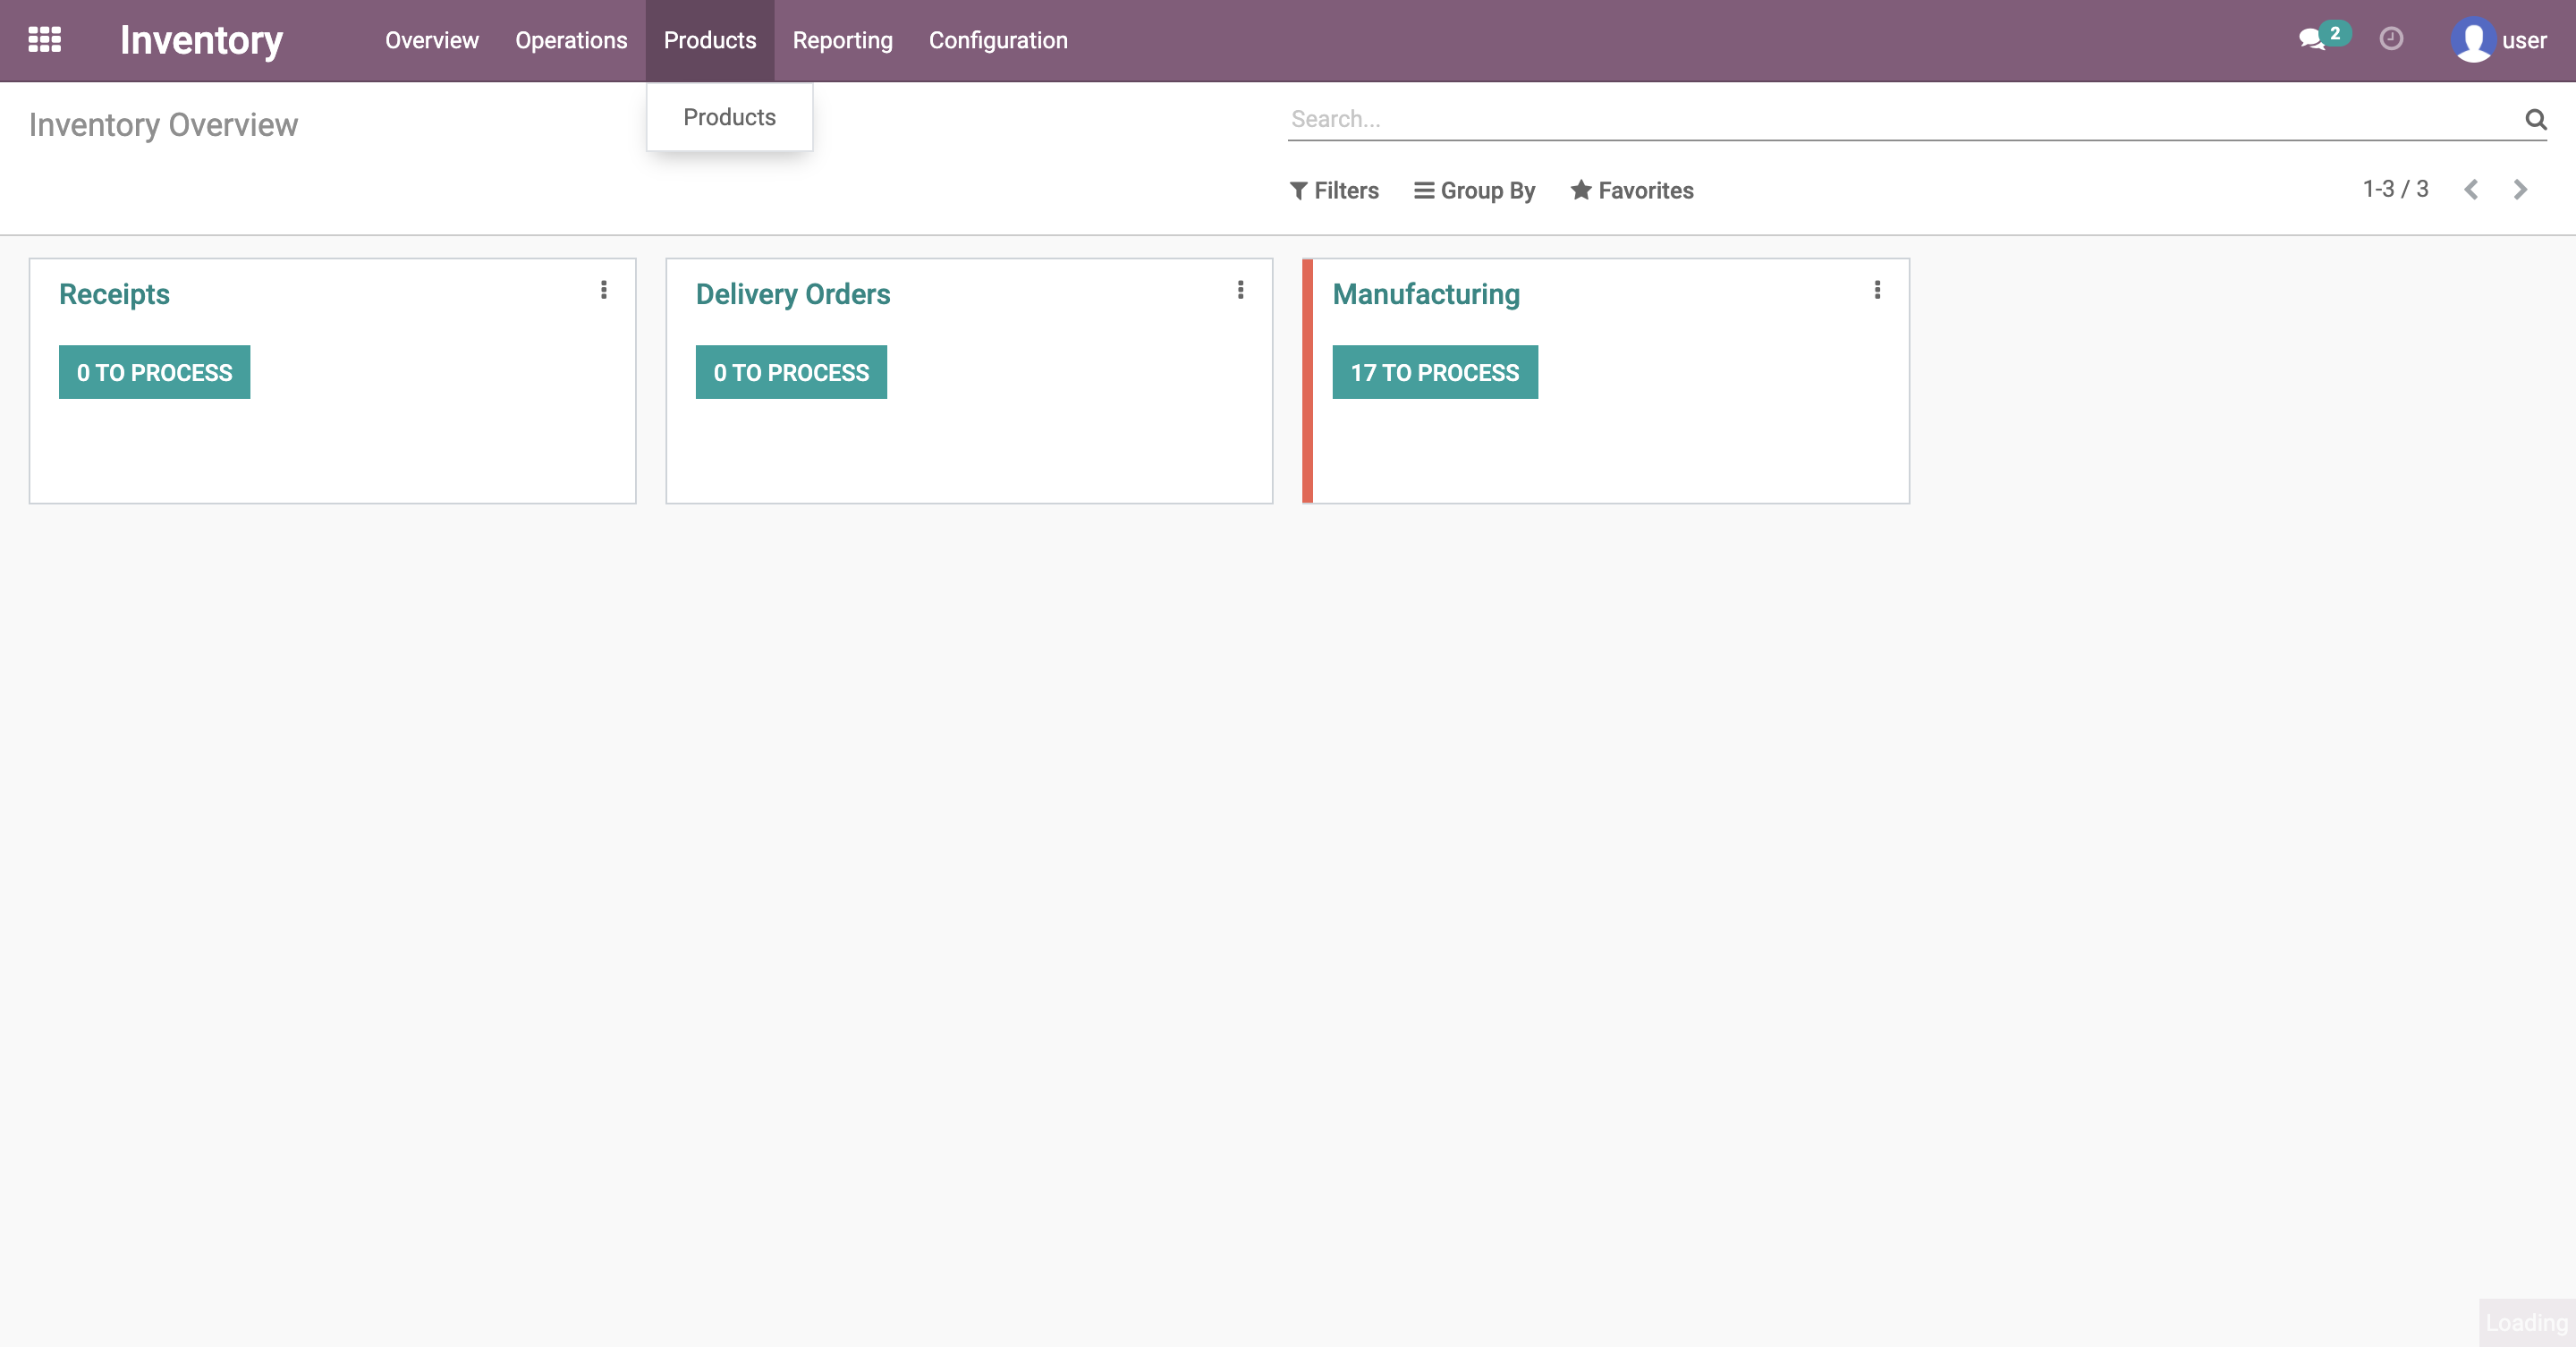 Inventory Overview Operations Products Reporting Configuration 2 user
Products
Inventory Overview
Search...
Filters Group By Favorites 1-3 / 3
Receipts
0 TO PROCESS
Delivery Orders
0 TO PROCESS
Manufacturing
17 TO PROCESS
Loading